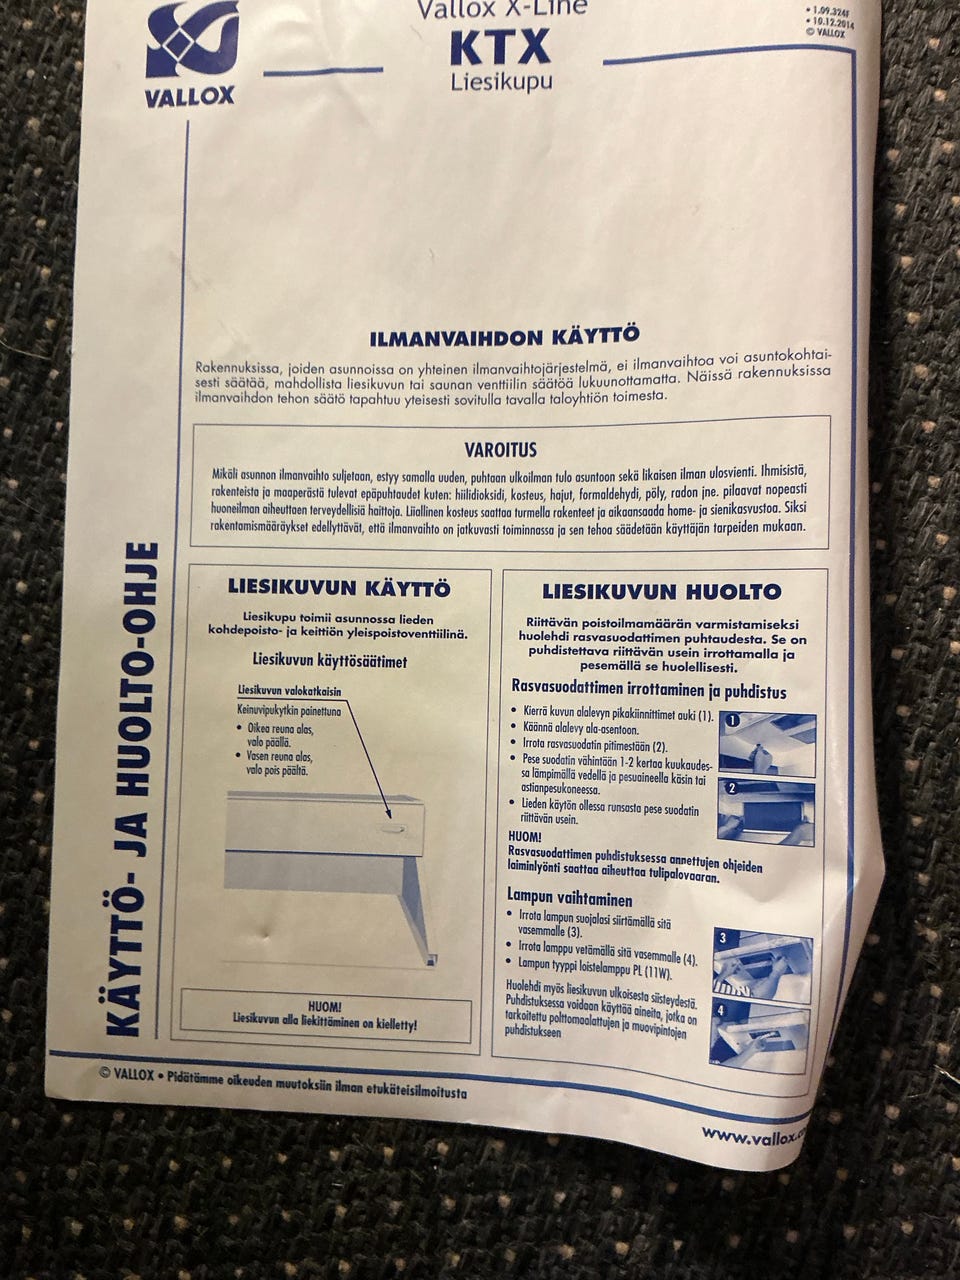 VALLOX
Vallox X-Line
KTX
Liesikupu
• 1.09.324F
• 10.12.2014
© VALLOX
KÄYTTÖ- JA HUOLTO-OHJE
ILMANVAIHDON KÄYTTÖ
Rakennuksissa, joiden asunnoissa on yhteinen ilmanvaihtojärjestelmä, ei ilmanvaihtoa voi asuntokohtai-
sesti säätää, mahdollista liesikuvun tai saunan venttiilin säätöä lukuunottamatta. Näissä rakennuksissa
ilmanvaihdon tehon säätö tapahtuu yteisesti sovitulla tavalla taloyhtiön toimesta.
VAROITUS
Mikäli asunnon ilmanvaihto suljetaan, estyy samalla uuden, puhtaan ulkoilman tulo asuntoon sekä likaisen ilman ulosvienti. Ihmisistä,
rakenteista ja maaperästä tulevat epäpuhtaudet kuten: hiilidioksidi, kosteus, hajut, formaldehydi, pöly, radon jne. pilaavat nopeasti
huoneilman aiheuttaen terveydellisiä haittoja. Liiallinen kosteus saattaa turmella rakenteet ja aikaansaada home- ja sienikasvustoa. Siksi
rakentamismääräykset edellyttävät, että ilmanvaihto on jatkuvasti toiminnassa ja sen tehoa säädetään käyttäjän tarpeiden mukaan.
LIESIKUVUN KÄYTTÖ
Liesikupu toimii asunnossa lieden
kohdepoisto- ja keittiön yleispoistoventtiilinä.
Liesikuvun käyttösäätimet
Liesikuvun valokatkaisin
Keinuvipukytkin painettuna
• Oikea reuna alas,
valo päällä.
• Vasen reuna alas,
valo pois päältä.
HUOM!
Liesikuvun alla liekittäminen on kielletty!
LIESIKUVUN HUOLTO
Riittävän poistoilmamäärän varmistamiseksi
huolehdi rasvasuodattimen puhtaudesta. Se on
puhdistettava riittävän usein irrottamalla ja
pesemällä se huolellisesti.
Rasvasuodattimen irrottaminen ja puhdistus
• Kierrä kuvun alalevyn pikakiinnittimet auki (1).
• Käännä alalevy ala-asentoon.
• Irrota rasvasuodatin pitimestään (2).
• Pese suodatin vähintään 1-2 kertaa kuukaudes-
sa lämpimällä vedellä ja pesuaineella käsin tai
astianpesukoneessa.
• Lieden käytön ollessa runsasta pese suodatin
riittävän usein.
HUOM!
Rasvasuodattimen puhdistuksessa annettujen ohjeiden
laiminlyönti saattaa aiheuttaa tulipalovaaran.
Lampun vaihtaminen
• Irrota lampun suojalasi siirtämällä sitä
vasemmalle (3).
• Irrota lamppu vetämällä sitä vasemmalle (4).
• Lampun tyyppi loistelamppu PL (11W).
Huolehdi myös liesikuvun ulkoisesta siisteydestä.
Puhdistuksessa voidaan käyttää aineita, jotka on
tarkoitettu polttomaalattujen ja muovipintojen
puhdistukseen
1
2
3
4
© VALLOX • Pidätämme oikeuden muutoksiin ilman etukäteisilmoitusta
www.vallox.c